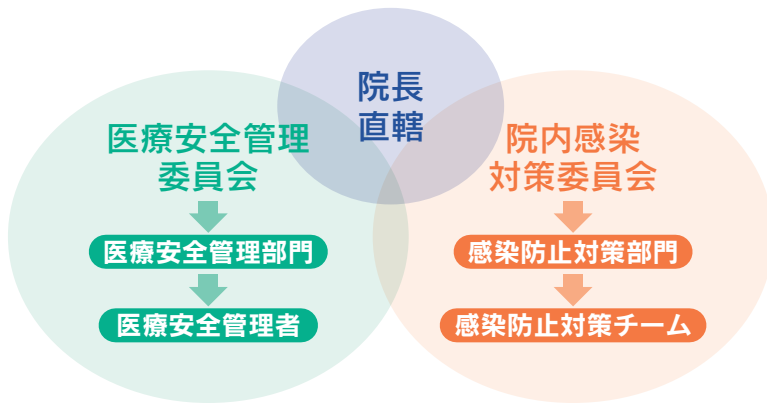 院長
直轄
医療安全管理
委員会
医療安全管理部門
医療安全管理者
院内感染
対策委員会
感染防止対策部門
感染防止対策チーム